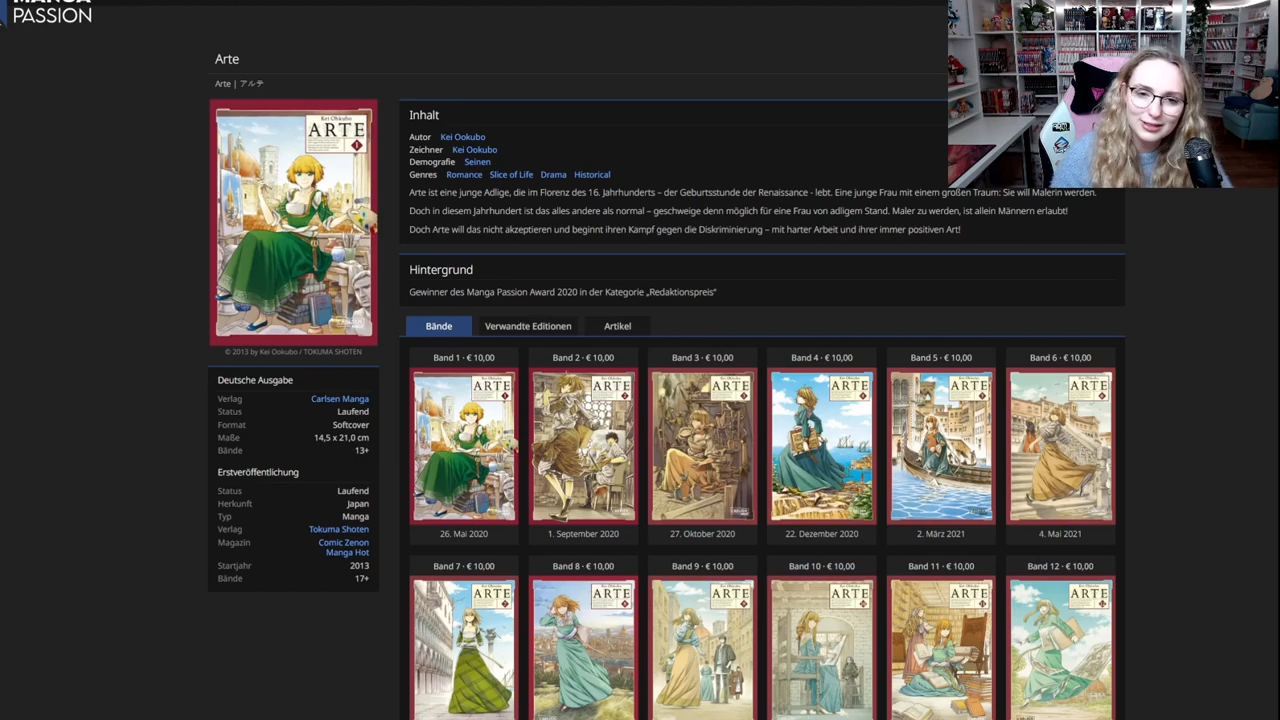 MANGA
PASSION
Arte
Arte | アルテ
Kei Ohkubo
ARTE
1
© 2013 by Kei Ookubo / TOKUMA SHOTEN
Deutsche Ausgabe
Verlag Carlsen Manga
Status Laufend
Format Softcover
Maße 14,5 x 21,0 cm
Bände 13+
Erstveröffentlichung
Status Laufend
Herkunft Japan
Typ Manga
Verlag Tokuma Shoten
Magazin Comic Zenon
Manga Hot
Startjahr 2013
Bände 17+
Inhalt
Autor Kei Ookubo
Zeichner Kei Ookubo
Demografie Seinen
Genres Romance Slice of Life Drama Historical
Arte ist eine junge Adlige, die im Florenz des 16. Jahrhunderts – der Geburtsstunde der Renaissance - lebt. Eine junge Frau mit einem großen Traum: Sie will Malerin werden.
Doch in diesem Jahrhundert ist das alles andere als normal – geschweige denn möglich für eine Frau von adligem Stand. Maler zu werden, ist allein Männern erlaubt!
Doch Arte will das nicht akzeptieren und beginnt ihren Kampf gegen die Diskriminierung – mit harter Arbeit und ihrer immer positiven Art!
Hintergrund
Gewinner des Manga Passion Award 2020 in der Kategorie „Redaktionspreis“
Bände Verwandte Editionen Artikel
Band 1 · € 10,00 Band 2 · € 10,00 Band 3 · € 10,00 Band 4 · € 10,00 Band 5 · € 10,00 Band 6 · € 10,00
ARTE ARTE ARTE ARTE ARTE ARTE
26. Mai 2020 1. September 2020 27. Oktober 2020 22. Dezember 2020 2. März 2021 4. Mai 2021
Band 7 · € 10,00 Band 8 · € 10,00 Band 9 · € 10,00 Band 10 · € 10,00 Band 11 · € 10,00 Band 12 · € 10,00
ARTE ARTE ARTE ARTE ARTE ARTE